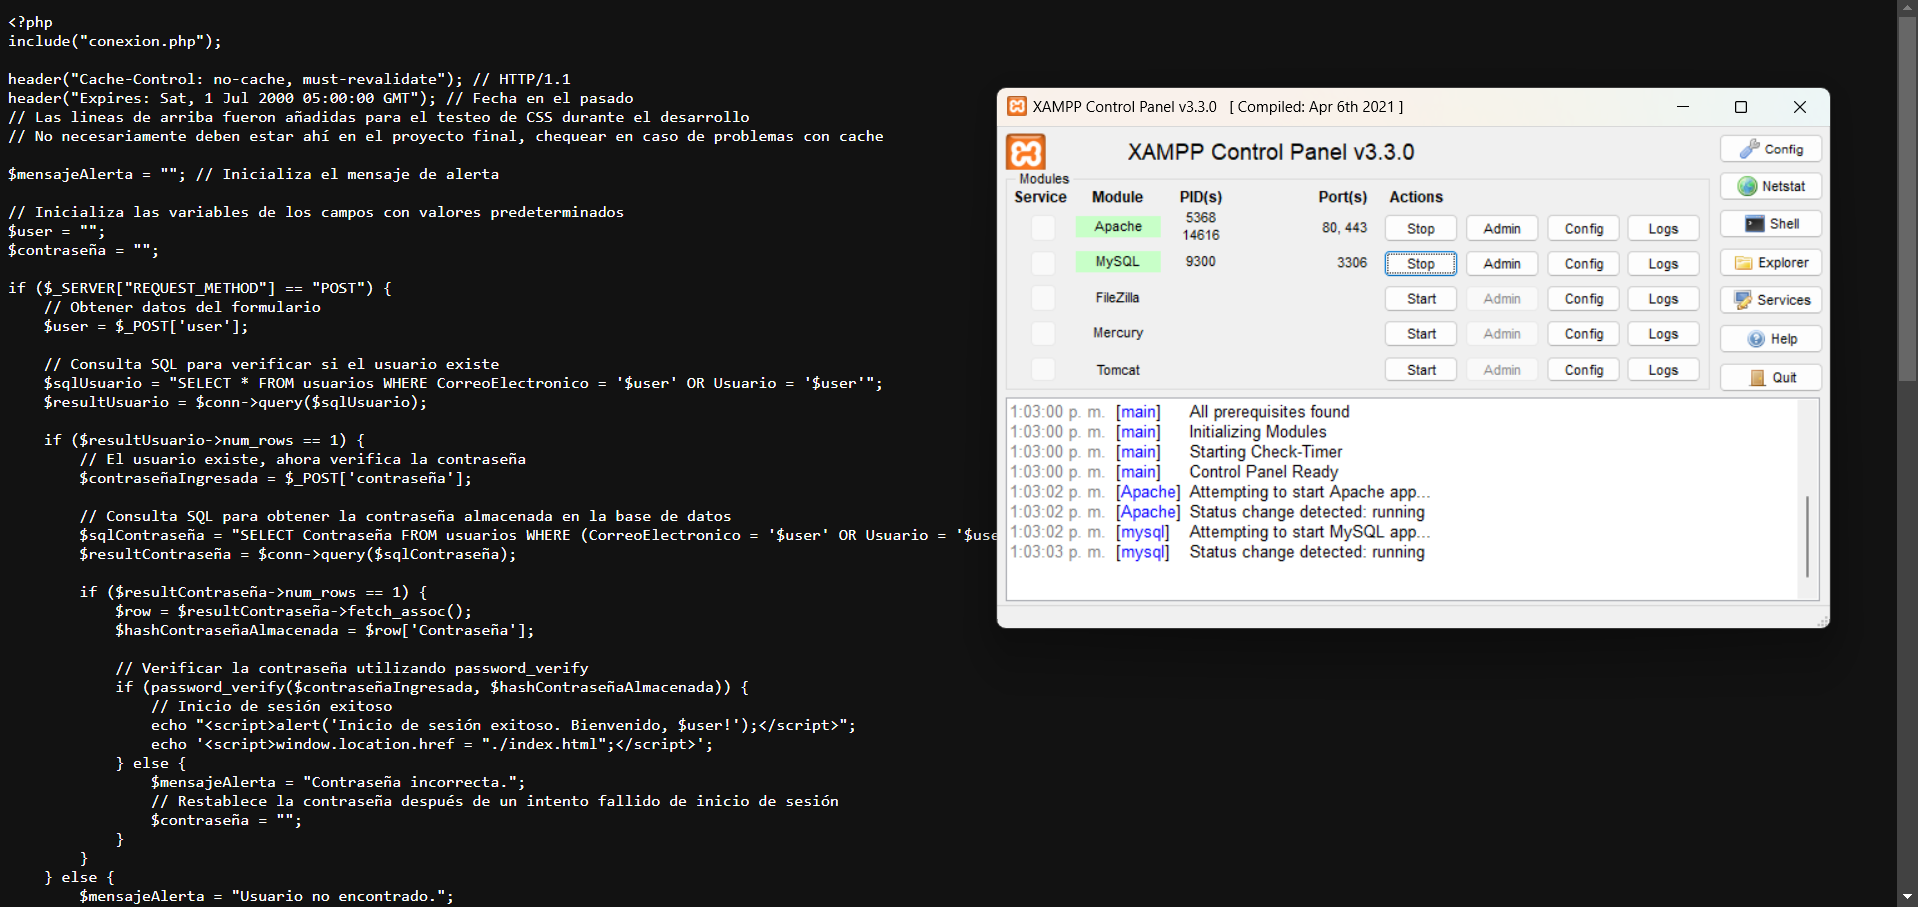 <?php
include("conexion.php");
header("Cache-Control: no-cache, must-revalidate"); // HTTP/1.1
header("Expires: Sat, 1 Jul 2000 05:00:00 GMT"); // Fecha en el pasado
// Las lineas de arriba fueron añadidas para el testeo de CSS durante el desarrollo
// No necesariamente deben estar ahí en el proyecto final, chequear en caso de problemas con cache
$mensajeAlerta = ""; // Inicializa el mensaje de alerta
// Inicializa las variables de los campos con valores predeterminados
$user = "";
$contraseña = "";
if ($_SERVER["REQUEST_METHOD"] == "POST") {
// Obtener datos del formulario
$user = $_POST['user'];
// Consulta SQL para verificar si el usuario existe
$sqlUsuario = "SELECT * FROM usuarios WHERE CorreoElectronico = '$user' OR Usuario = '$user'";
$resultUsuario = $conn->query($sqlUsuario);
if ($resultUsuario->num_rows == 1) {
// El usuario existe, ahora verifica la contraseña
$contraseñaIngresada = $_POST['contraseña'];
// Consulta SQL para obtener la contraseña almacenada en la base de datos
$sqlContraseña = "SELECT Contraseña FROM usuarios WHERE (CorreoElectronico = '$user' OR Usuario = '$use
$resultContraseña = $conn->query($sqlContraseña);
if ($resultContraseña->num_rows == 1) {
$row = $resultContraseña->fetch_assoc();
$hashContraseñaAlmacenada = $row['Contraseña'];
// Verificar la contraseña utilizando password_verify
if (password_verify($contraseñaIngresada, $hashContraseñaAlmacenada)) {
// Inicio de sesión exitoso
echo "<script>alert('Inicio de sesión exitoso. Bienvenido, $user!');</script>";
echo '<script>window.location.href = "./index.html";</script>';
} else {
$mensajeAlerta = "Contraseña incorrecta.";
// Restablece la contraseña después de un intento fallido de inicio de sesión
$contraseña = "";
}
}
} else {
$mensajeAlerta = "Usuario no encontrado.";
XAMPP Control Panel v3.3.0 [ Compiled: Apr 6th 2021 ]
XAMPP Control Panel v3.3.0
Config
Modules
Service Module PID(s) Port(s) Actions
Netstat
Apache 5368 14616 80, 443 Stop Admin Config Logs
Shell
MySQL 9300 3306 Stop Admin Config Logs
Explorer
FileZilla Start Admin Config Logs
Services
Mercury Start Admin Config Logs
Help
Tomcat Start Admin Config Logs
Quit
1:03:00 p. m. [main] All prerequisites found
1:03:00 p. m. [main] Initializing Modules
1:03:00 p. m. [main] Starting Check-Timer
1:03:00 p. m. [main] Control Panel Ready
1:03:02 p. m. [Apache] Attempting to start Apache app...
1:03:02 p. m. [Apache] Status change detected: running
1:03:02 p. m. [mysql] Attempting to start MySQL app...
1:03:03 p. m. [mysql] Status change detected: running